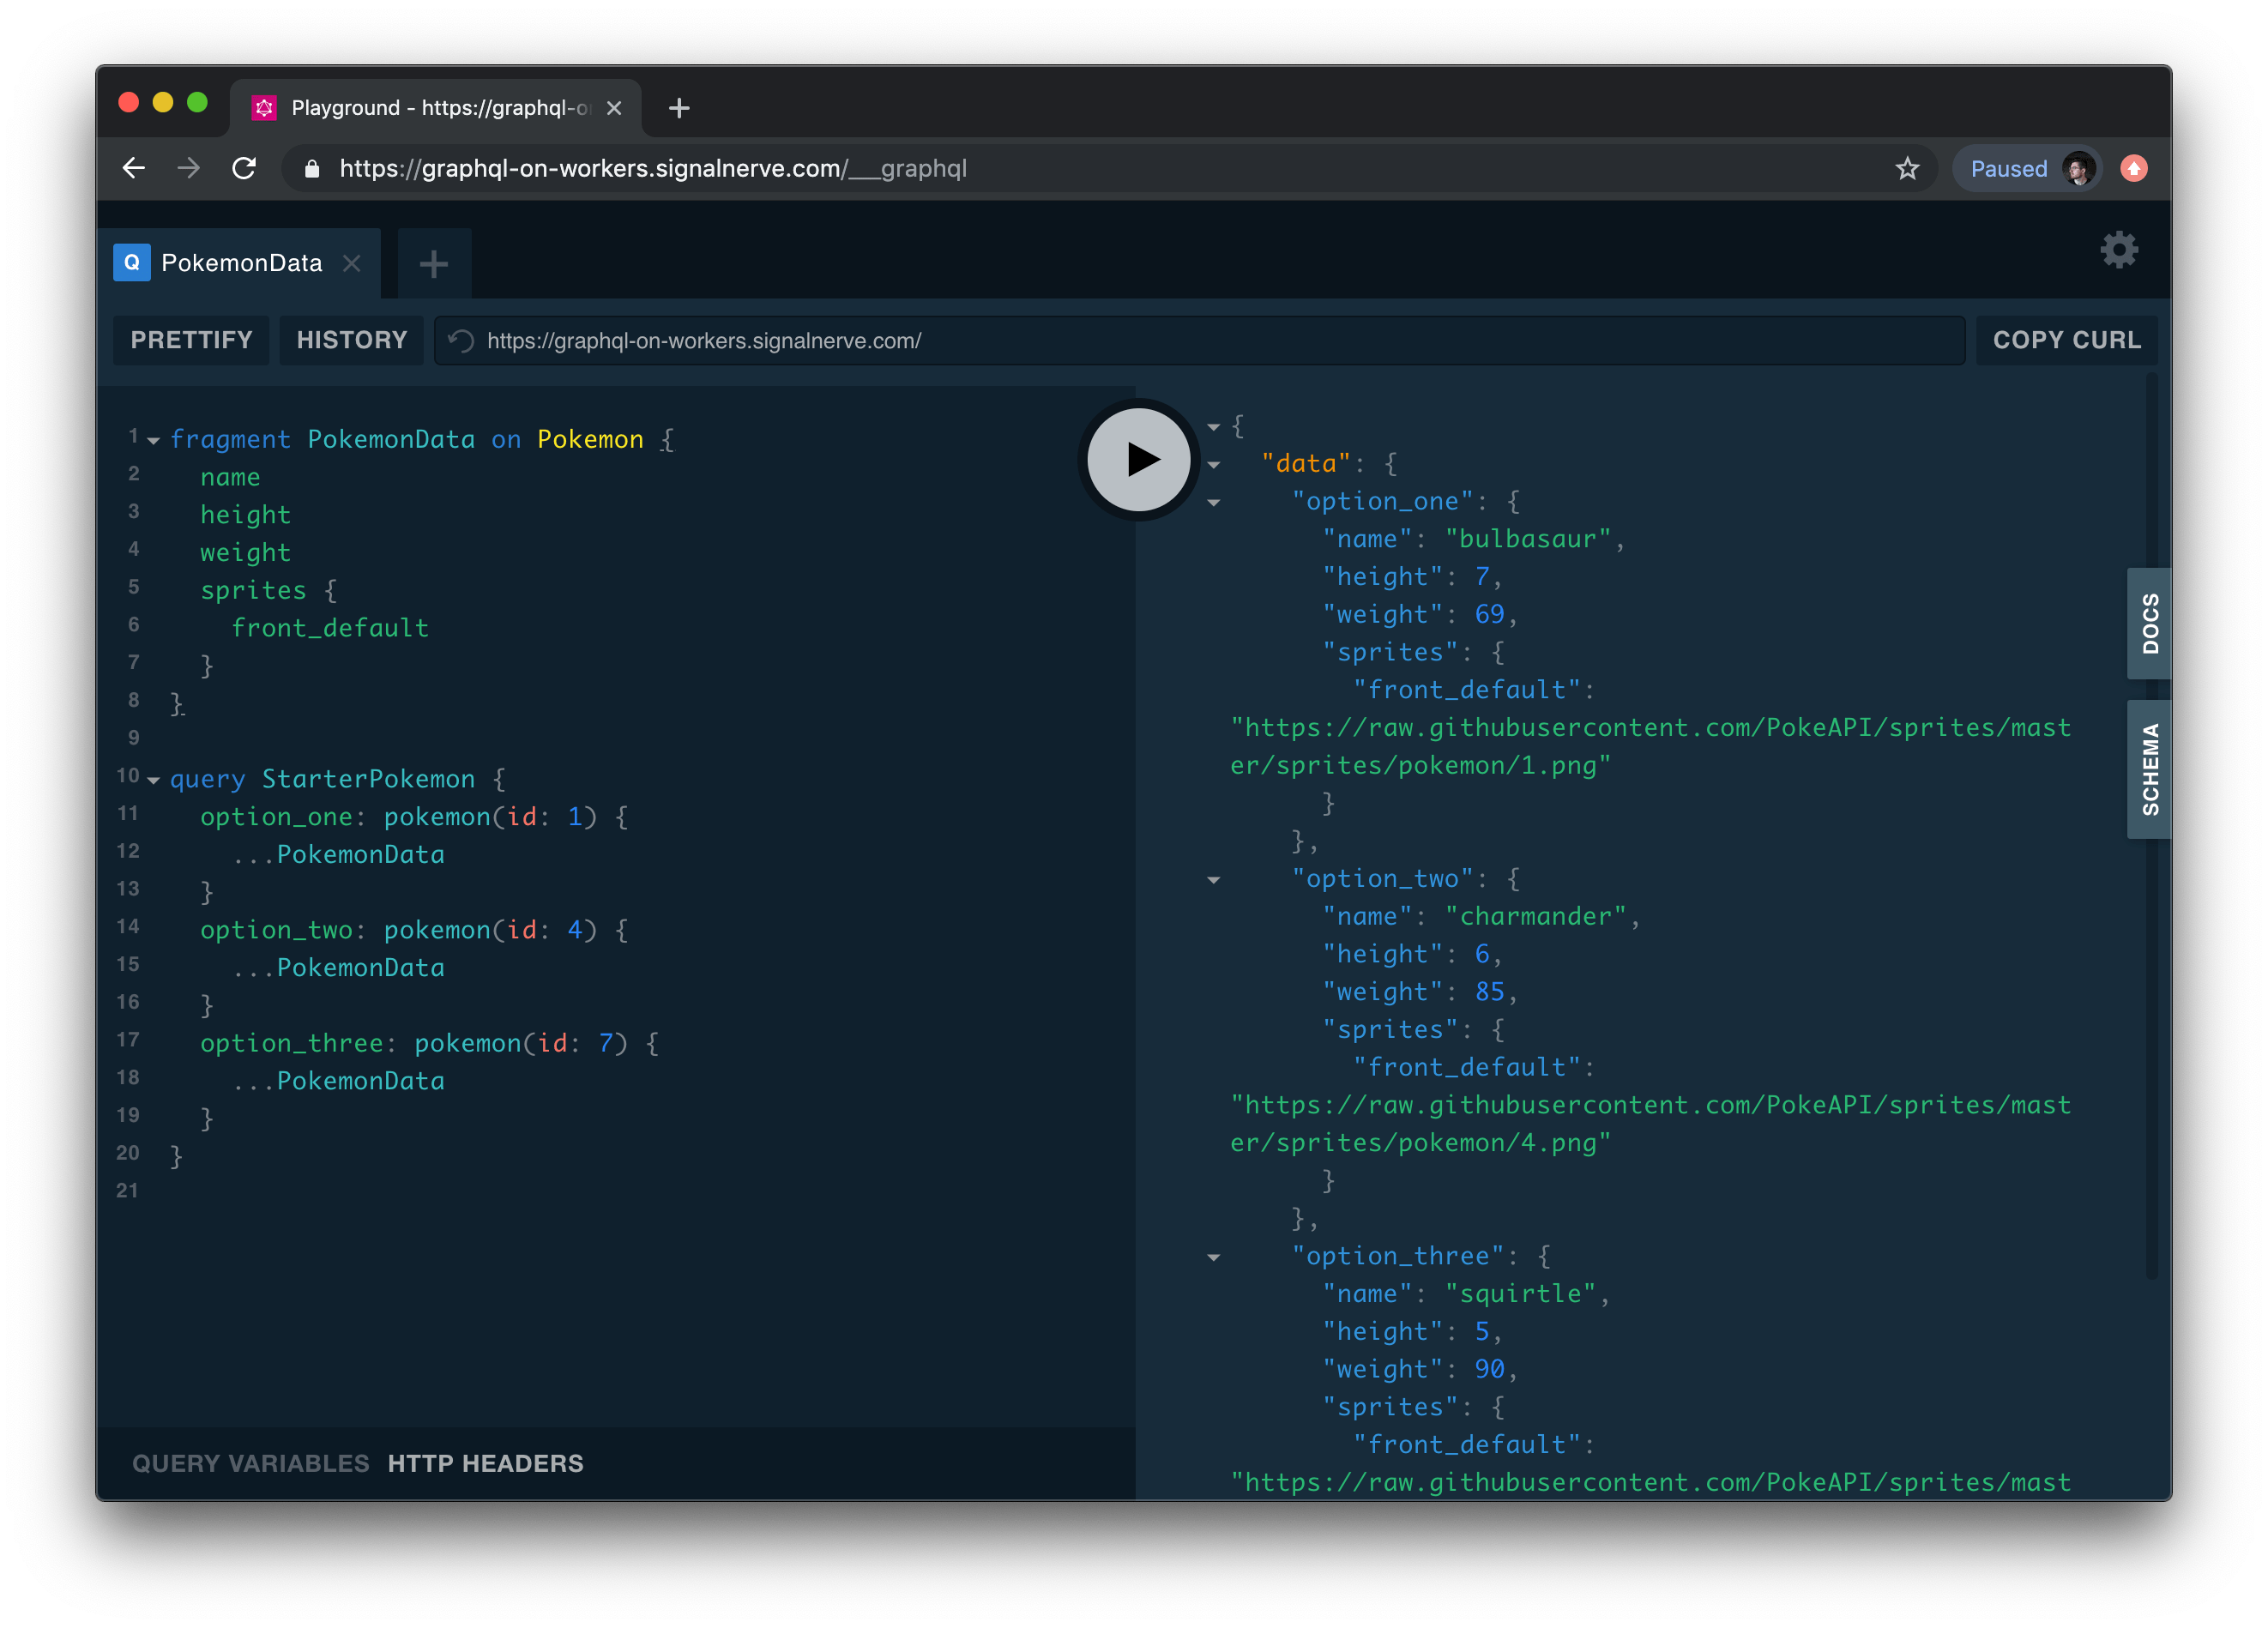 Playground - https://graphql-o
https://graphql-on-workers.signalnerve.com/___graphql
Paused
Q PokemonData
PRETTIFY
HISTORY
https://graphql-on-workers.signalnerve.com/
COPY CURL
1 fragment PokemonData on Pokemon {
2 name
3 height
4 weight
5 sprites {
6 front_default
7 }
8 }
9
10 query StarterPokemon {
11 option_one: pokemon(id: 1) {
12 ...PokemonData
13 }
14 option_two: pokemon(id: 4) {
15 ...PokemonData
16 }
17 option_three: pokemon(id: 7) {
18 ...PokemonData
19 }
20 }
21
QUERY VARIABLES HTTP HEADERS
{
"data": {
"option_one": {
"name": "bulbasaur",
"height": 7,
"weight": 69,
"sprites": {
"front_default":
"https://raw.githubusercontent.com/PokeAPI/sprites/mast
er/sprites/pokemon/1.png"
}
},
"option_two": {
"name": "charmander",
"height": 6,
"weight": 85,
"sprites": {
"front_default":
"https://raw.githubusercontent.com/PokeAPI/sprites/mast
er/sprites/pokemon/4.png"
}
},
"option_three": {
"name": "squirtle",
"height": 5,
"weight": 90,
"sprites": {
"front_default":
"https://raw.githubusercontent.com/PokeAPI/sprites/mast
DOCS
SCHEMA